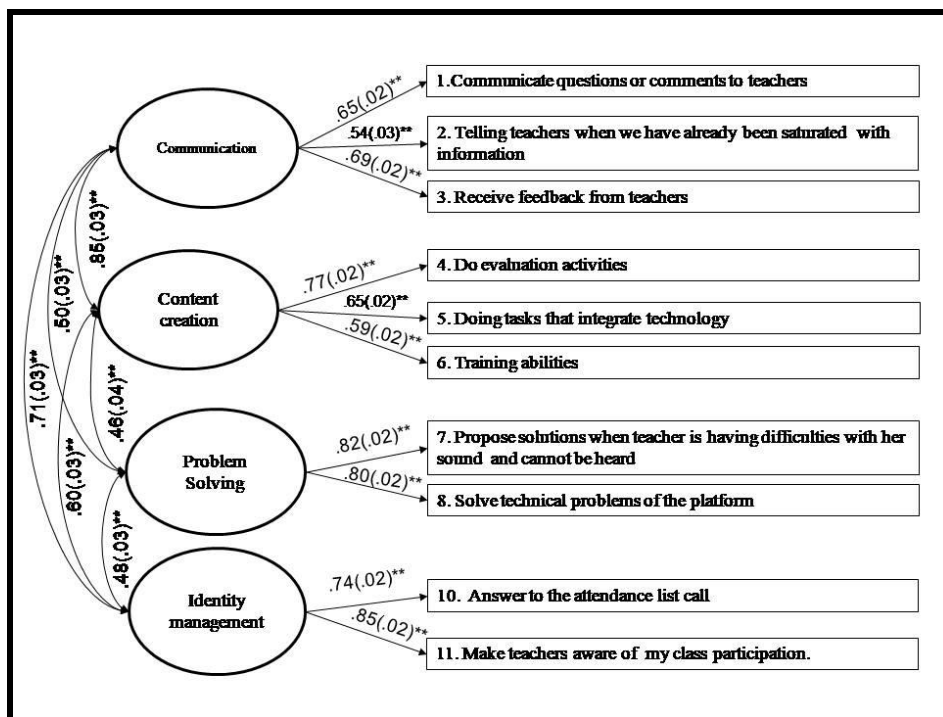 Communication
Content
creation
Problem
Solving
Identity
management
.85(.03)**
.50(.03)**
.71(.03)**
.46(.04)**
.60(.03)**
.48(.03)**
.65(.02)**
1.Communicate questions or comments to teachers
.54(.03)**
2. Telling teachers when we have already been saturated with
information
.69(.02)**
3. Receive feedback from teachers
.77(.02)**
4. Do evaluation activities
.65(.02)**
5. Doing tasks that integrate technology
.59(.02)**
6. Training abilities
.82(.02)**
7. Propose solutions when teacher is having difficulties with her
sound and cannot be heard
.80(.02)**
8. Solve technical problems of the platform
.74(.02)**
10. Answer to the attendance list call
.85(.02)**
11. Make teachers aware of my class participation.